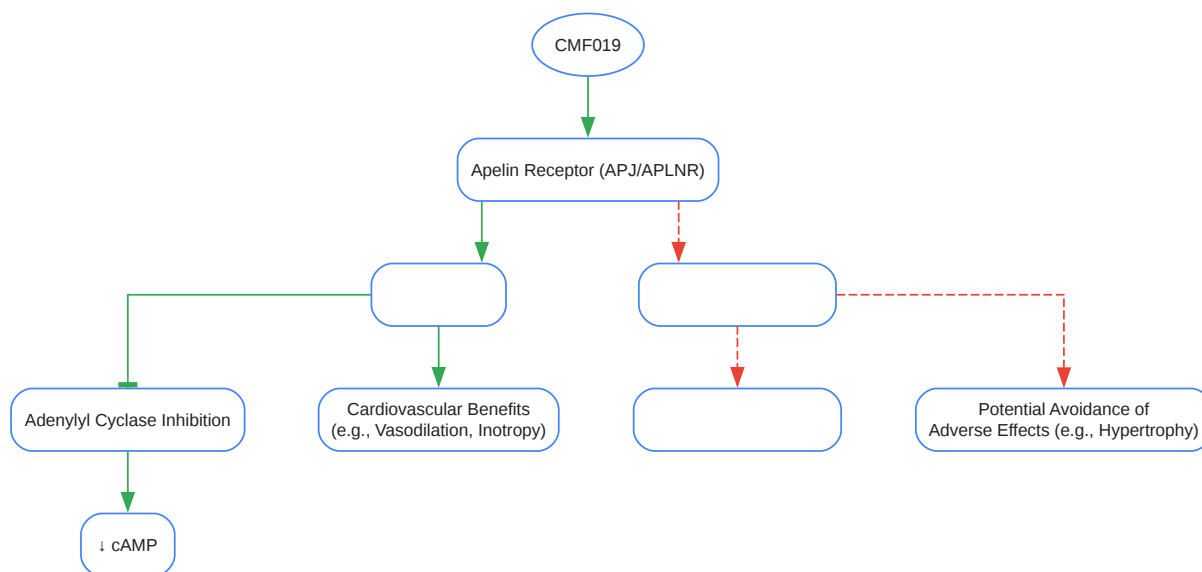 CMF019
Apelin Receptor (APJ/APLNR)
Adenylyl Cyclase Inhibition
Cardiovascular Benefits
(e.g., Vasodilation, Inotropy)
Potential Avoidance of
Adverse Effects (e.g., Hypertrophy)
↓ cAMP